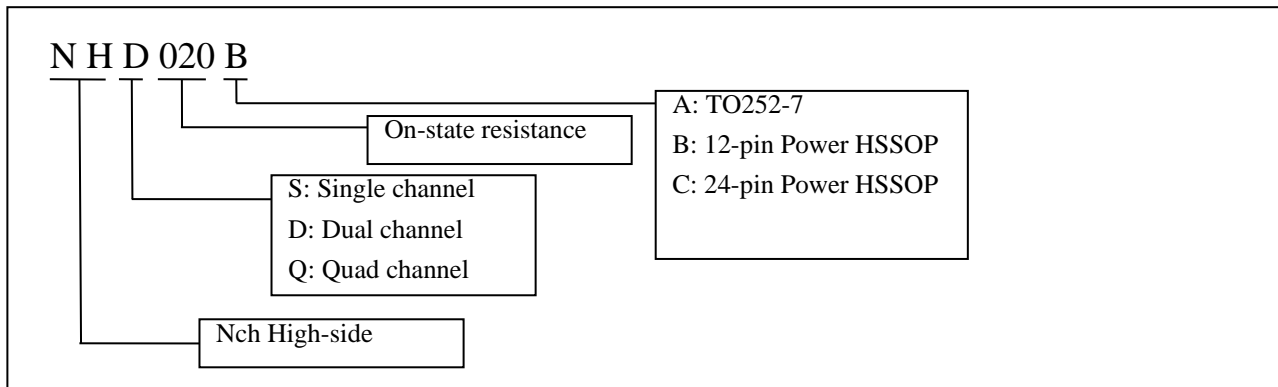 N H D 020 B
A: TO252-7
B: 12-pin Power HSSOP
C: 24-pin Power HSSOP
On-state resistance
S: Single channel
D: Dual channel
Q: Quad channel
Nch High-side